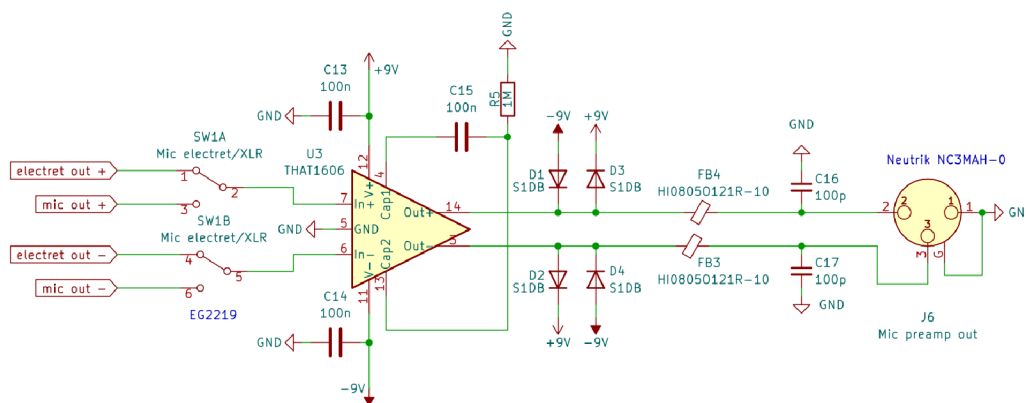 GND
C13
100n
+9V
GND
C15
100n
R5
1M
SW1A
Mic electret/XLR
electret out +
1
2
mic out +
3
SW1B
Mic electret/XLR
electret out -
4
5
mic out -
6
EG2219
U3
THAT1606
12
V+
4
Cap1
7
In+
GND
5
GND
6
In-
Cap2
V-
11
13
Out+
14
Out-
3
C14
100n
GND
-9V
-9V
+9V
D1
S1DB
D3
S1DB
D2
S1DB
D4
S1DB
+9V
-9V
FB4
HI0805O121R-10
FB3
HI0805O121R-10
GND
C16
100p
C17
100p
GND
Neutrik NC3MAH-0
2
2
1
1
3
3
G
GN
J6
Mic preamp out